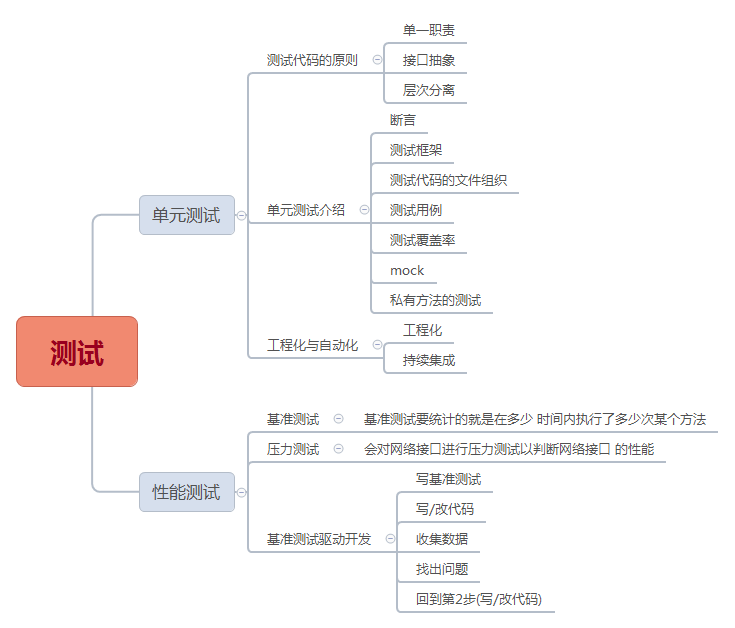 测试
单元测试
测试代码的原则
单一职责
接口抽象
层次分离
单元测试介绍
断言
测试框架
测试代码的文件组织
测试用例
测试覆盖率
mock
私有方法的测试
工程化与自动化
工程化
持续集成
性能测试
基准测试
基准测试要统计的就是在多少 时间内执行了多少次某个方法
压力测试
会对网络接口进行压力测试以判断网络接口 的性能
基准测试驱动开发
写基准测试
写/改代码
收集数据
找出问题
回到第2步(写/改代码)